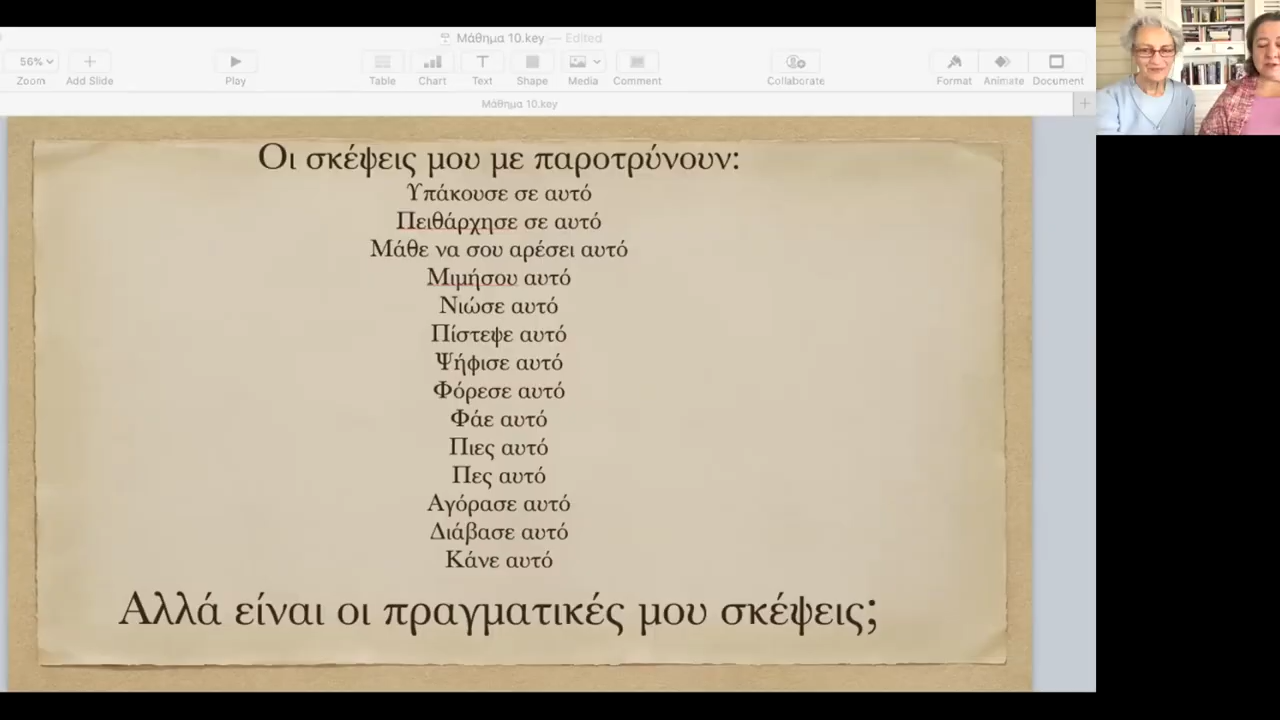 Μάθημα 10.key — Edited
56%
Zoom
Add Slide
Play
Table
Chart
Text
Shape
Media
Comment
Collaborate
Format
Animate
Document
Μάθημα 10.key
Οι σκέψεις μου με παροτρύνουν:
Υπάκουσε σε αυτό
Πειθάρχησε σε αυτό
Μάθε να σου αρέσει αυτό
Μιμήσου αυτό
Νιώσε αυτό
Πίστεψε αυτό
Ψήφισε αυτό
Φόρεσε αυτό
Φάε αυτό
Πιες αυτό
Πες αυτό
Αγόρασε αυτό
Διάβασε αυτό
Κάνε αυτό
Αλλά είναι οι πραγματικές μου σκέψεις;